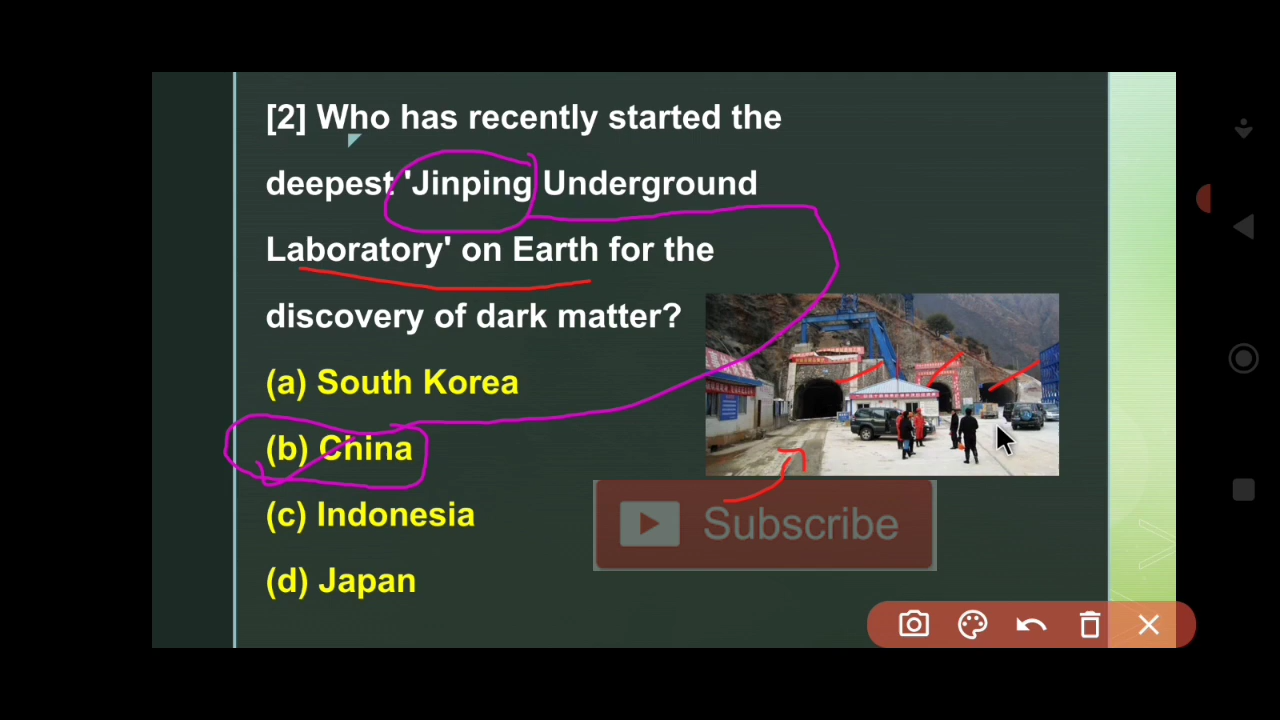 [2] Who has recently started the
deepest 'Jinping Underground
Laboratory' on Earth for the
discovery of dark matter?
(a) South Korea
(b) China
(c) Indonesia
(d) Japan
Subscribe